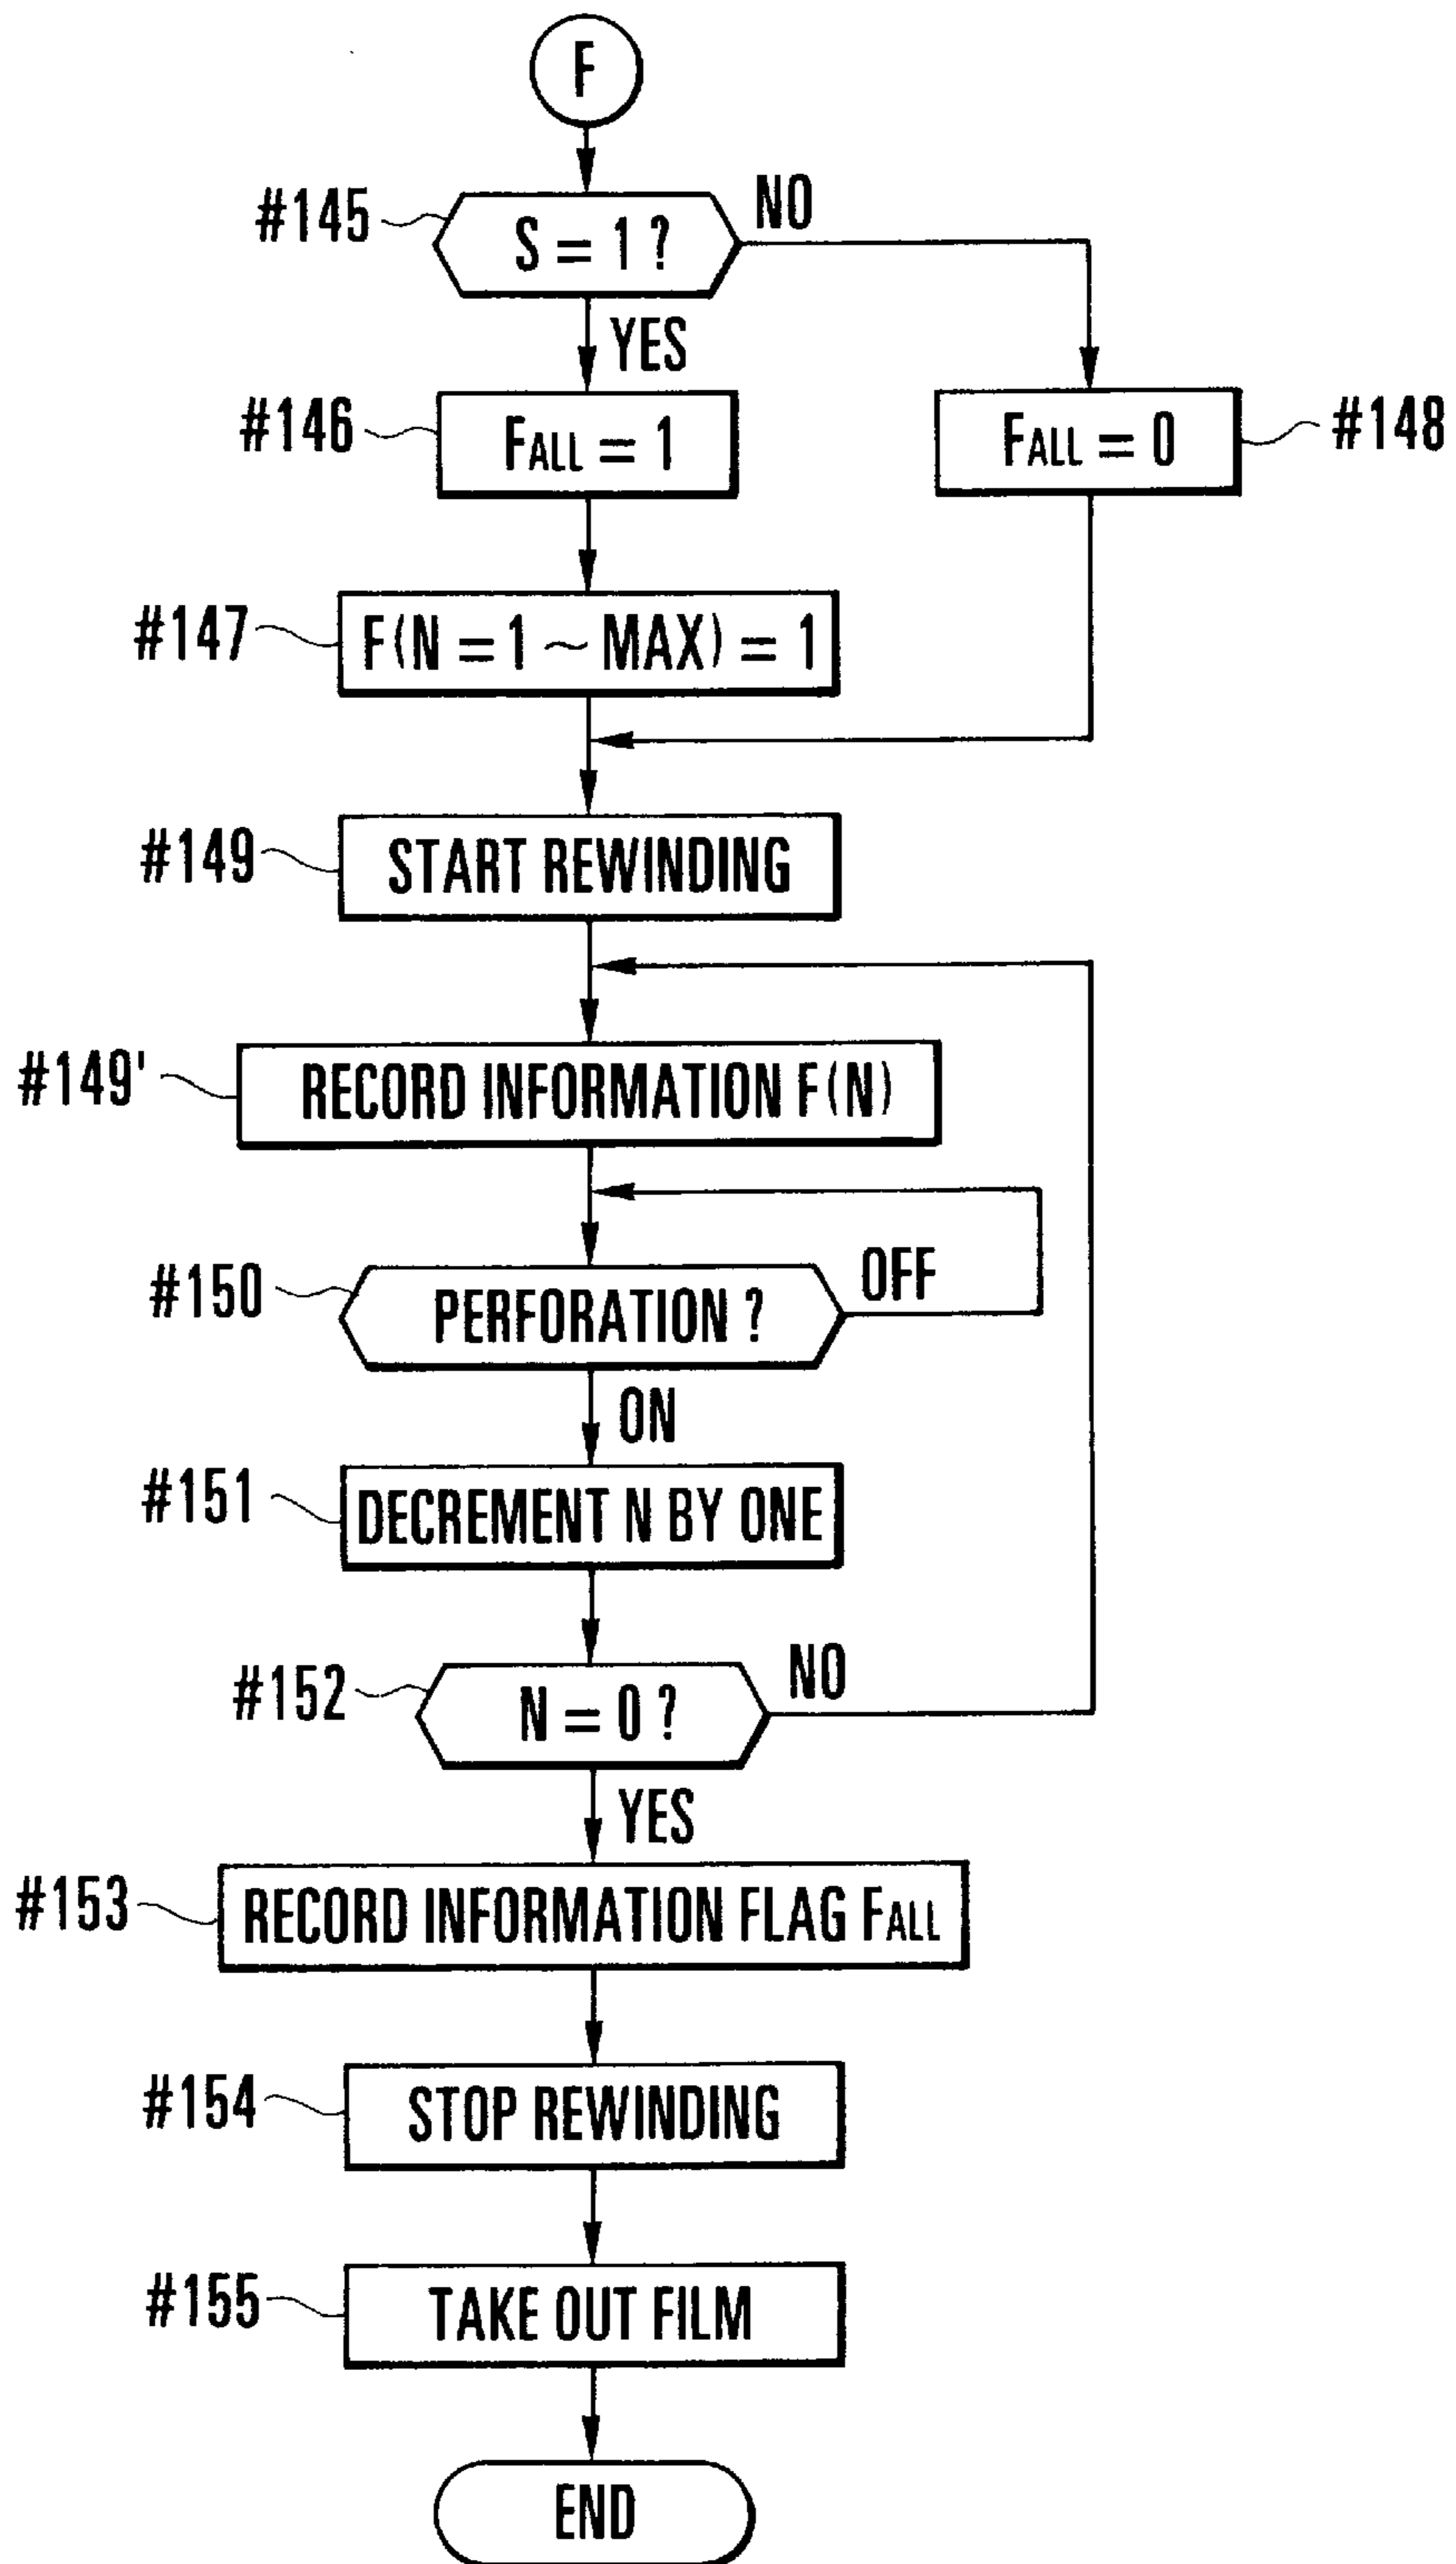 F
#145
S = 1 ?
NO
YES
#146
FALL = 1
FALL = 0
#148
#147
F(N = 1 ~ MAX) = 1
#149
START REWINDING
#149'
RECORD INFORMATION F(N)
#150
PERFORATION ?
OFF
ON
#151
DECREMENT N BY ONE
#152
N = 0 ?
NO
YES
#153
RECORD INFORMATION FLAG FALL
#154
STOP REWINDING
#155
TAKE OUT FILM
END